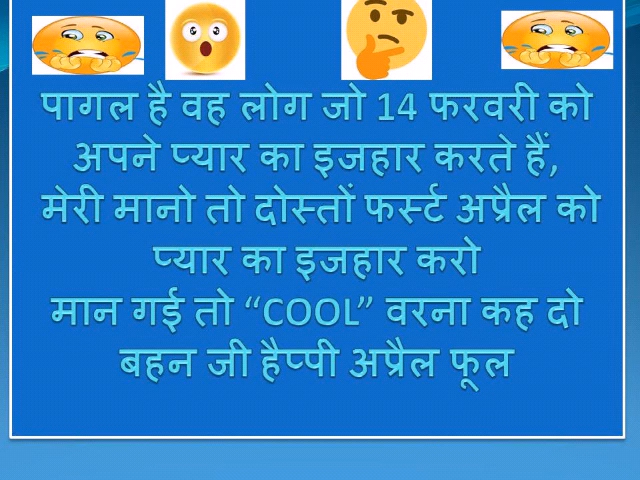 पागल है वह लोग जो 14 फरवरी को
अपने प्यार का इजहार करते हैं,
मेरी मानो तो दोस्तों फर्स्ट अप्रैल को
प्यार का इजहार करो
मान गई तो “COOL” वरना कह दो
बहन जी हैप्पी अप्रैल फूल